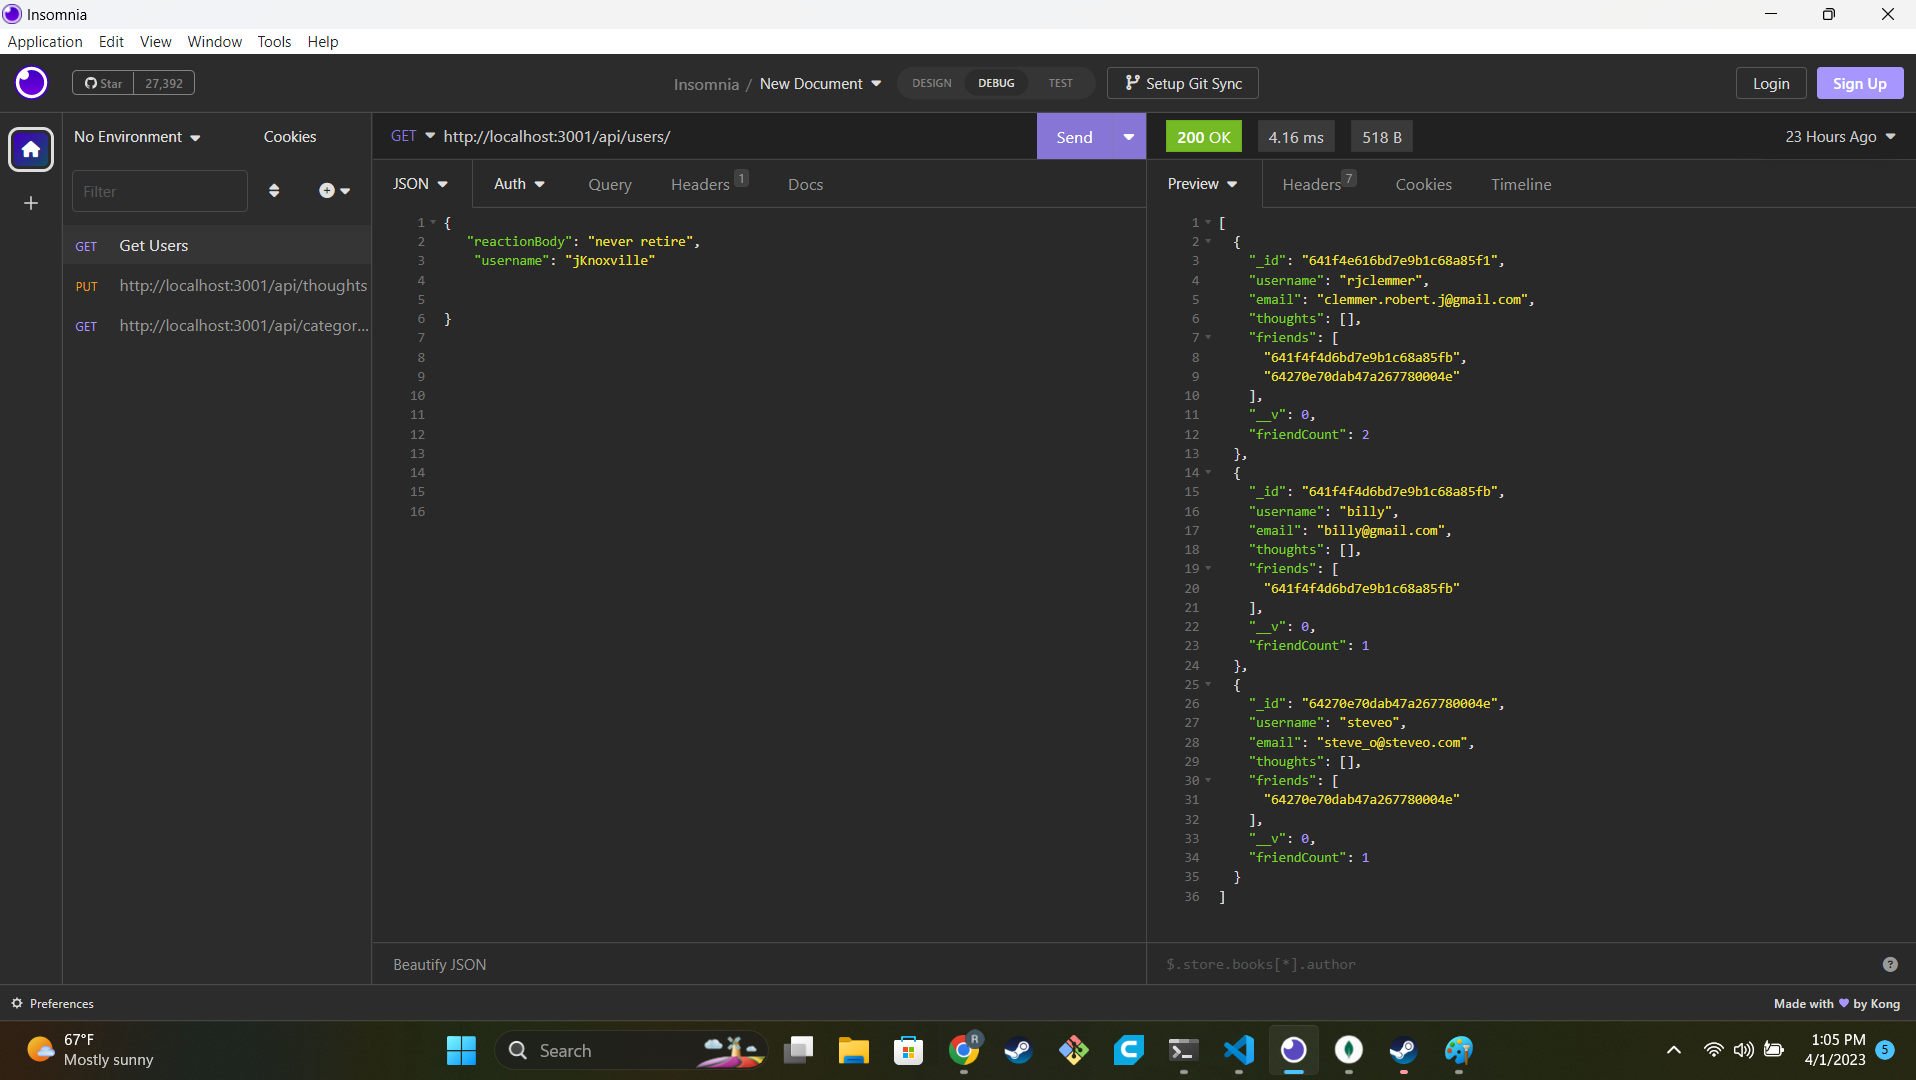 Insomnia
Application Edit View Window Tools Help
Star 27,392
Insomnia / New Document
DESIGN DEBUG TEST
Setup Git Sync
Login
Sign Up
No Environment
Cookies
Filter
GET Get Users
PUT http://localhost:3001/api/thoughts
GET http://localhost:3001/api/categor...
GET http://localhost:3001/api/users/
Send
JSON Auth Query Headers 1 Docs
1 {
2 "reactionBody": "never retire",
3 "username": "jKnoxville"
4
5
6 }
7
8
9
10
11
12
13
14
15
16
Beautify JSON
200 OK 4.16 ms 518 B
23 Hours Ago
Preview Headers 7 Cookies Timeline
1 [
2 {
3 "_id": "641f4e616bd7e9b1c68a85f1",
4 "username": "rjclemmer",
5 "email": "clemmer.robert.j@gmail.com",
6 "thoughts": [],
7 "friends": [
8 "641f4f4d6bd7e9b1c68a85fb",
9 "64270e70dab47a267780004e"
10 ],
11 "__v": 0,
12 "friendCount": 2
13 },
14 {
15 "_id": "641f4f4d6bd7e9b1c68a85fb",
16 "username": "billy",
17 "email": "billy@gmail.com",
18 "thoughts": [],
19 "friends": [
20 "641f4f4d6bd7e9b1c68a85fb"
21 ],
22 "__v": 0,
23 "friendCount": 1
24 },
25 {
26 "_id": "64270e70dab47a267780004e",
27 "username": "steveo",
28 "email": "steve_o@steveo.com",
29 "thoughts": [],
30 "friends": [
31 "64270e70dab47a267780004e"
32 ],
33 "__v": 0,
34 "friendCount": 1
35 }
36 ]
$.store.books[*].author
?
Preferences
Made with ♥ by Kong
67°F
Mostly sunny
Search
R
1:05 PM
4/1/2023
5